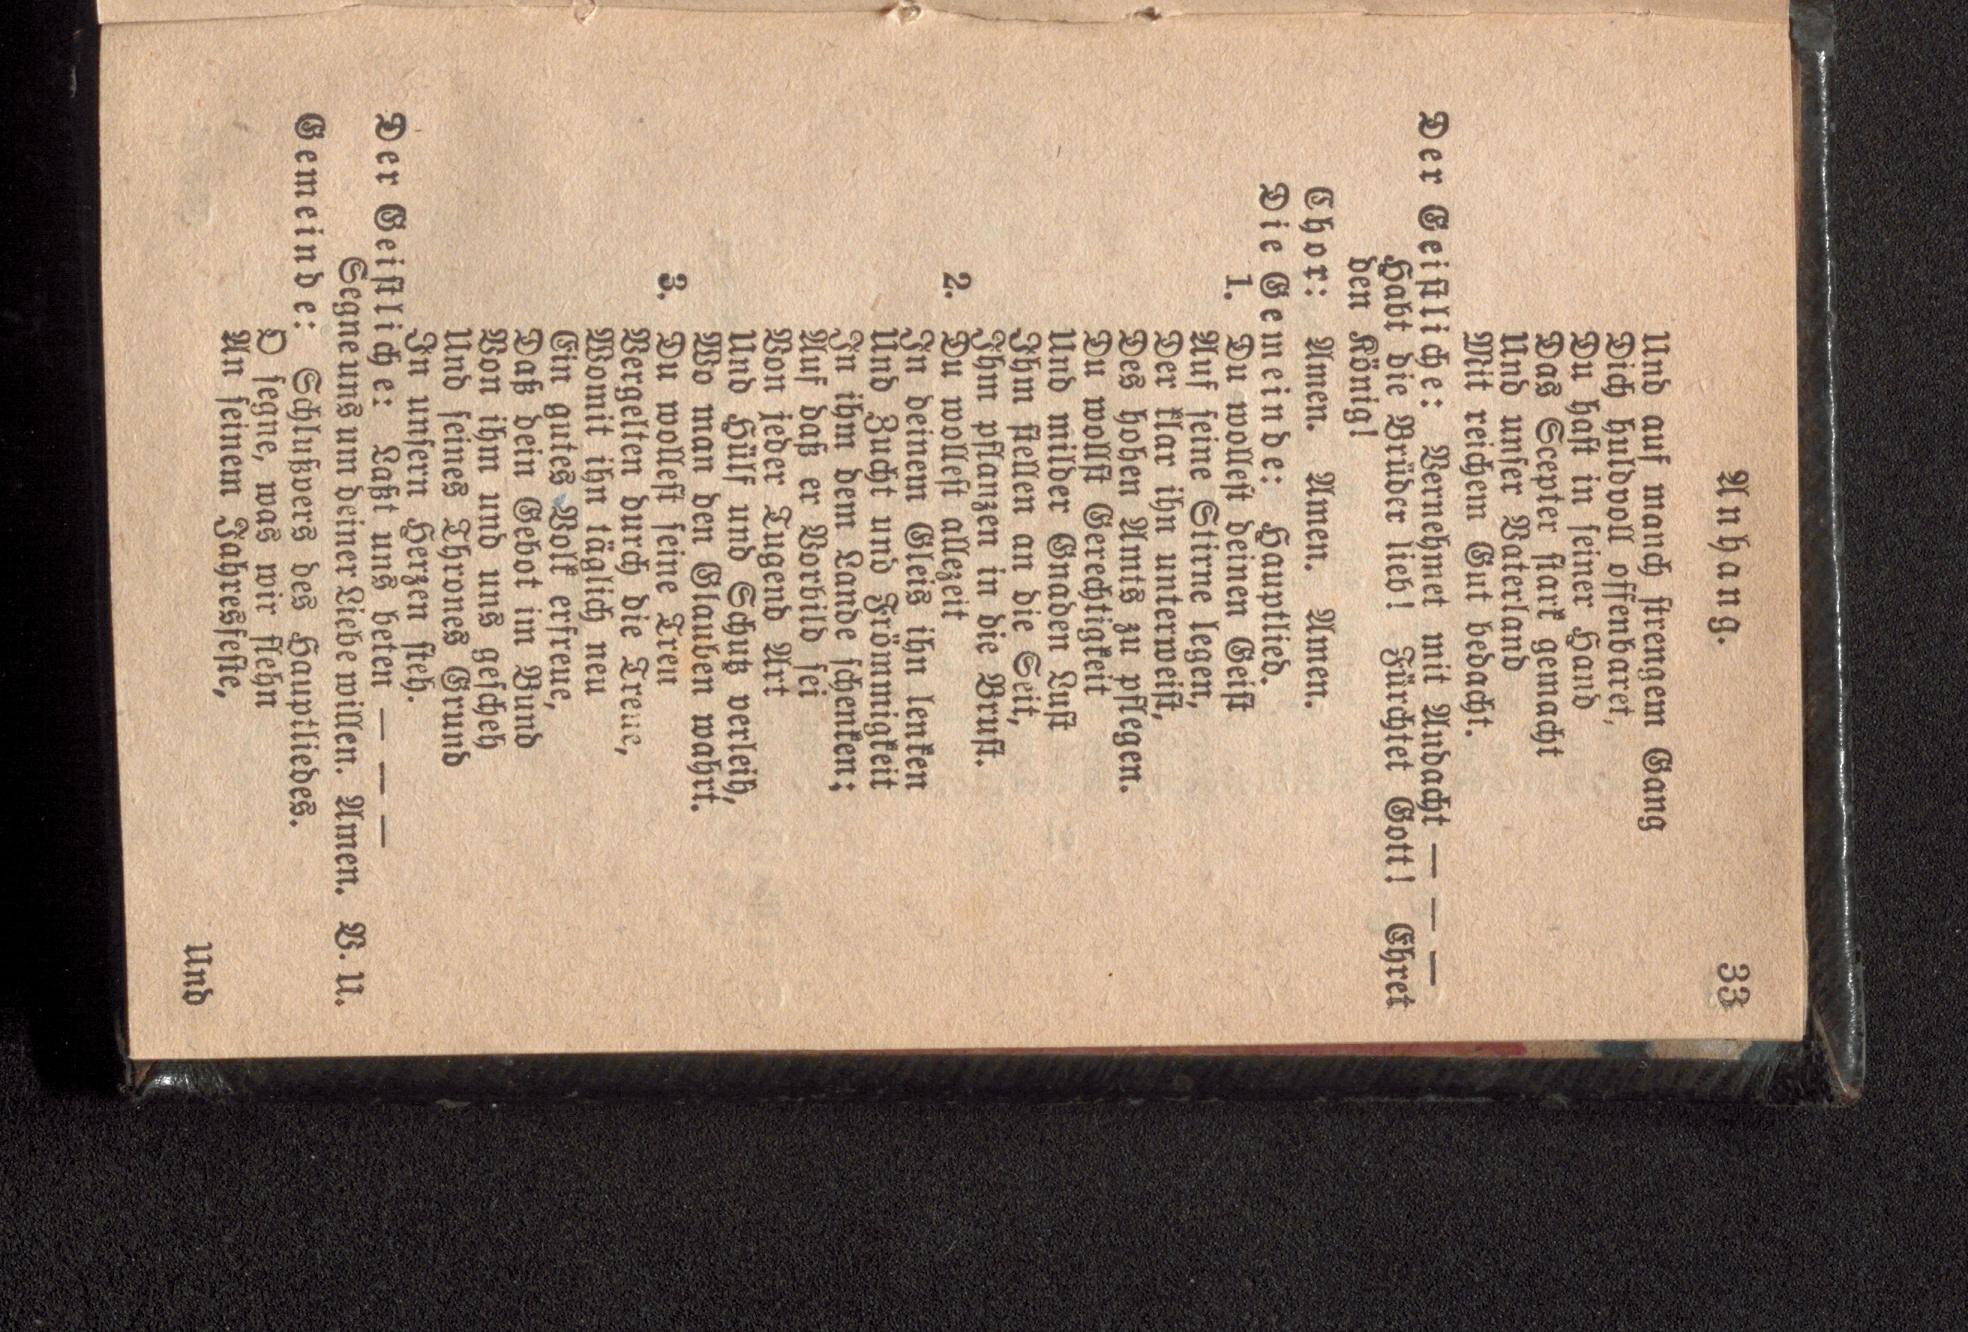 Anhang. 33
Und auf manch strengem Gang
Dich huldvoll offenbaret,
Du hast in seiner Hand
Das Scepter stark gemacht
Und unser Vaterland
Mit reichem Gut bedacht.
Der Geistliche: Vernehmet mit Andacht — — —
Habt die Brüder lieb! Fürchtet Gott! Ehret
den König!
Chor: Amen. Amen. Amen.
Die Gemeinde: Hauptlied.
1. Du wollest deinen Geist
Auf seine Stirne legen,
Der klar ihn unterweist,
Des hohen Amts zu pflegen.
Du wollst Gerechtigkeit
Und milder Gnaden Lust
Ihn stellen an die Seit,
Ihm pflanzen in die Brust.
2. Du wollest allezeit
In deinem Gleis ihn lenken
Und Zucht und Frömmigkeit
In ihm dem Lande schenken;
Auf daß er Vorbild sei
Von jeder Tugend Art
Und Hülf und Schutz verleih,
Wo man den Glauben wahrt.
3. Du wollest seine Treu
Vergelten durch die Treue,
Womit ihn täglich neu
Ein gutes Volk erfreue,
Daß dein Gebot im Bund
Von ihm und uns gescheh
Und seines Thrones Grund
In unsern Herzen steh.
Der Geistliche: Laßt uns beten — — —
Segne uns um deiner Liebe willen. Amen. V. U.
Gemeinde: Schlußvers des Hauptliedes.
O segne, was wir flehn
An seinem Jahresfeste,
Und